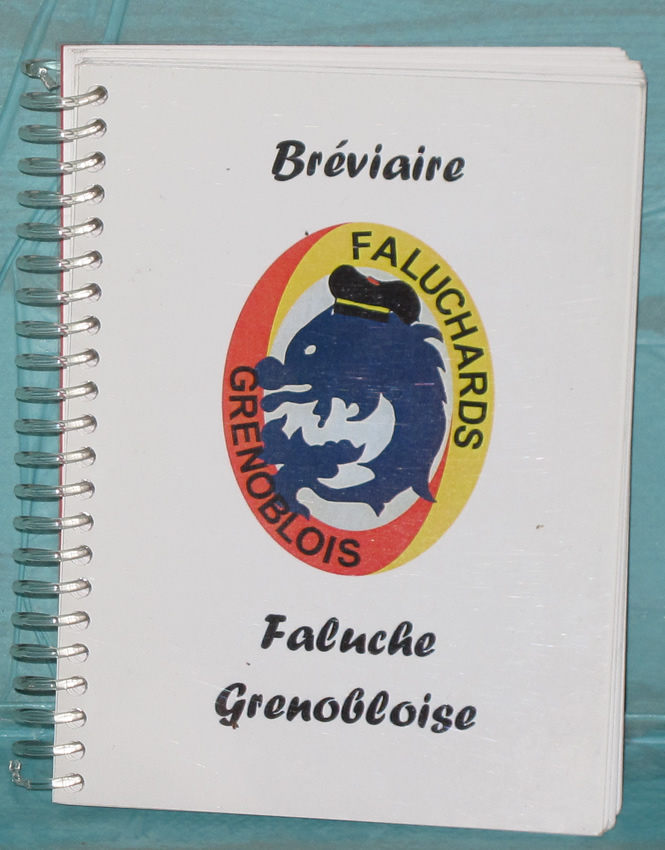 Bréviaire
FALUCHARDS
GRENOBLOIS
Faluche
Grenobloise